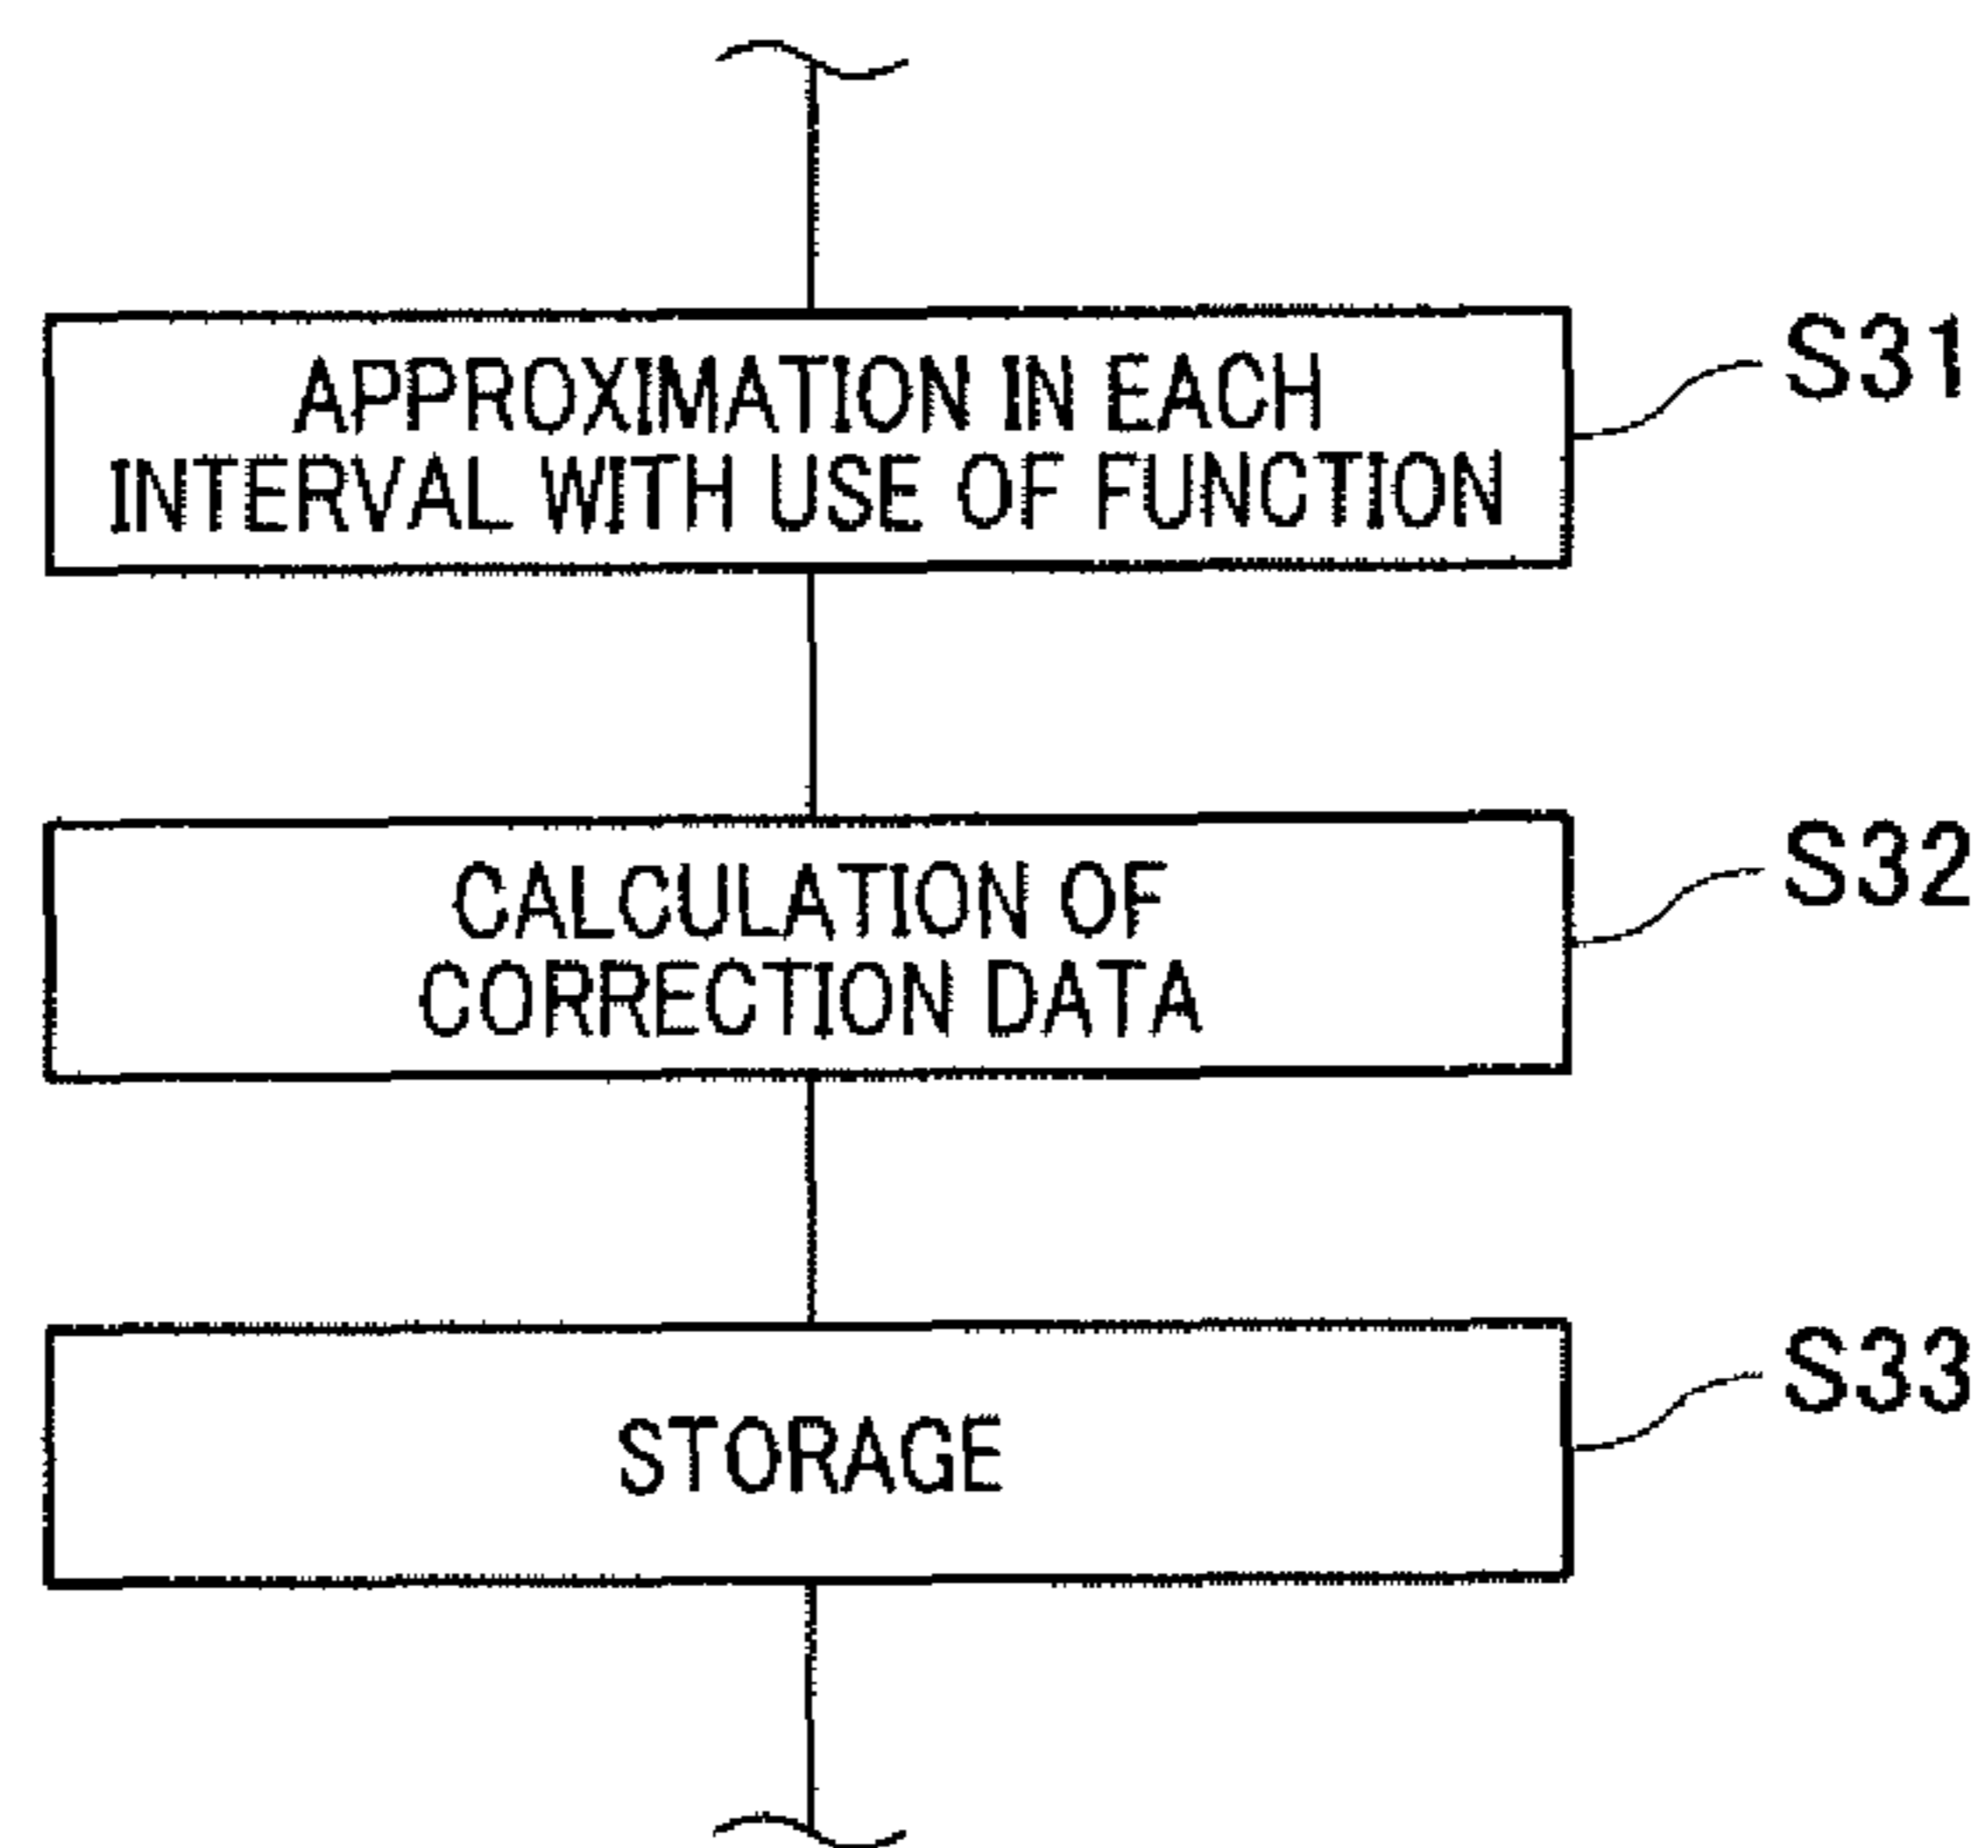 APPROXIMATION IN EACH
INTERVAL WITH USE OF FUNCTION
S31
CALCULATION OF
CORRECTION DATA
S32
STORAGE
S33